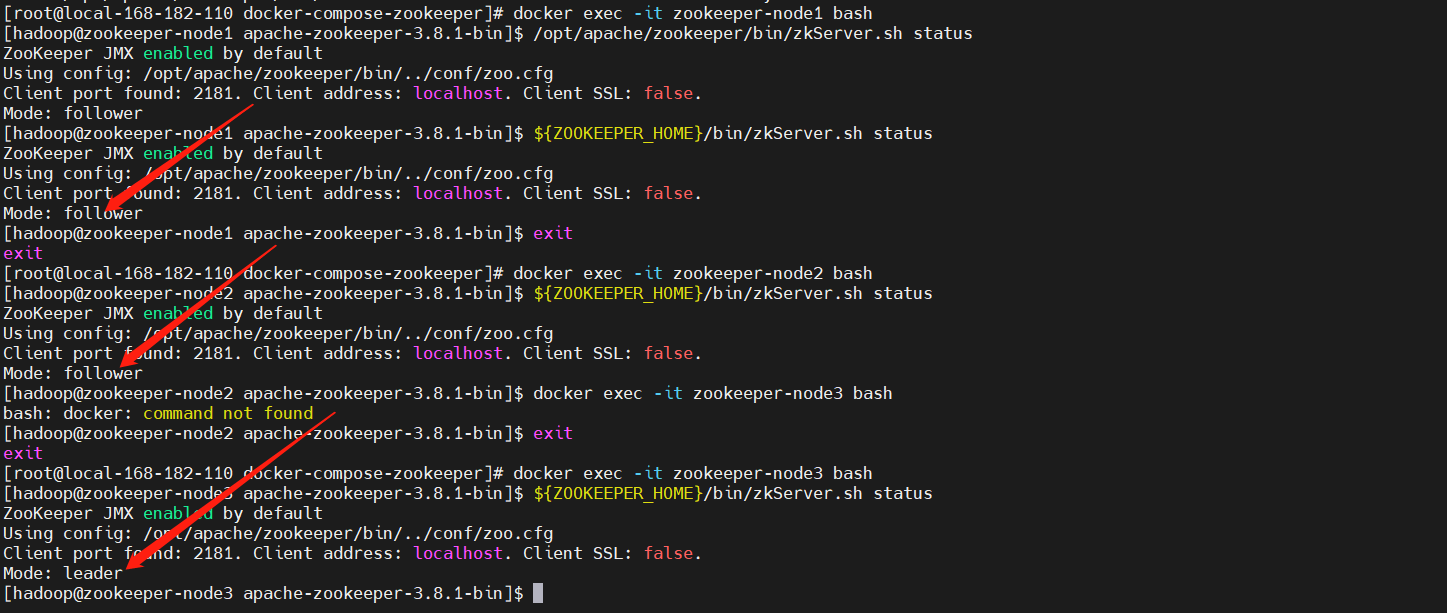 [root@local-168-182-110 docker-compose-zookeeper]# docker exec -it zookeeper-node1 bash
[hadoop@zookeeper-node1 apache-zookeeper-3.8.1-bin]$ /opt/apache/zookeeper/bin/zkServer.sh status
ZooKeeper JMX enabled by default
Using config: /opt/apache/zookeeper/bin/../conf/zoo.cfg
Client port found: 2181. Client address: localhost. Client SSL: false.
Mode: follower
[hadoop@zookeeper-node1 apache-zookeeper-3.8.1-bin]$ ${ZOOKEEPER_HOME}/bin/zkServer.sh status
ZooKeeper JMX enabled by default
Using config: /opt/apache/zookeeper/bin/../conf/zoo.cfg
Client port found: 2181. Client address: localhost. Client SSL: false.
Mode: follower
[hadoop@zookeeper-node1 apache-zookeeper-3.8.1-bin]$ exit
exit
[root@local-168-182-110 docker-compose-zookeeper]# docker exec -it zookeeper-node2 bash
[hadoop@zookeeper-node2 apache-zookeeper-3.8.1-bin]$ ${ZOOKEEPER_HOME}/bin/zkServer.sh status
ZooKeeper JMX enabled by default
Using config: /opt/apache/zookeeper/bin/../conf/zoo.cfg
Client port found: 2181. Client address: localhost. Client SSL: false.
Mode: follower
[hadoop@zookeeper-node2 apache-zookeeper-3.8.1-bin]$ docker exec -it zookeeper-node3 bash
bash: docker: command not found
[hadoop@zookeeper-node2 apache-zookeeper-3.8.1-bin]$ exit
exit
[root@local-168-182-110 docker-compose-zookeeper]# docker exec -it zookeeper-node3 bash
[hadoop@zookeeper-node3 apache-zookeeper-3.8.1-bin]$ ${ZOOKEEPER_HOME}/bin/zkServer.sh status
ZooKeeper JMX enabled by default
Using config: /opt/apache/zookeeper/bin/../conf/zoo.cfg
Client port found: 2181. Client address: localhost. Client SSL: false.
Mode: leader
[hadoop@zookeeper-node3 apache-zookeeper-3.8.1-bin]$